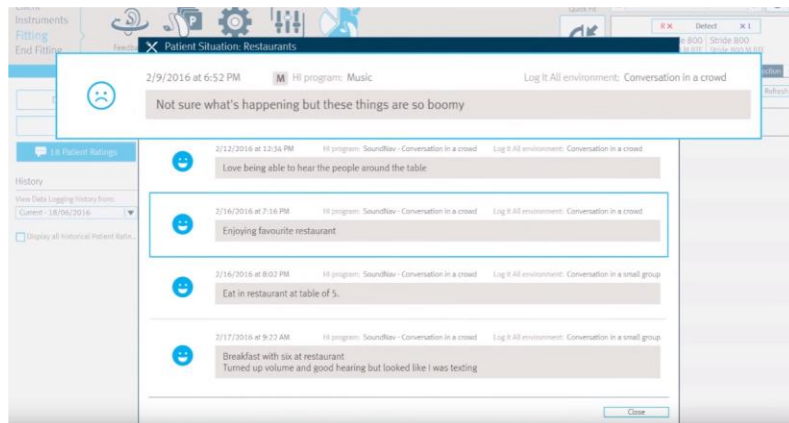 Client
Instruments
Fitting
End Fitting
P
Quick Fit
R X Detect X L
Stride 800
Patient Situation: Restaurants
2/9/2016 at 6:52 PM M HI program: Music Log It All environment: Conversation in a crowd
Not sure what's happening but these things are so boomy
Refresh
2/12/2016 at 12:34 PM HI program: SoundNav - Conversation in a crowd Log It All environment: Conversation in a crowd
Love being able to hear the people around the table
Patient Ratings
History
View Data Logging History from:
Current - 18/06/2016
Display all historical Patient Ratin...
2/16/2016 at 7:16 PM HI program: SoundNav - Conversation in a crowd Log It All environment: Conversation in a crowd
Enjoying favourite restaurant
2/16/2016 at 8:02 PM HI program: SoundNav - Conversation in a crowd Log It All environment: Conversation in a small group
Eat in restaurant at table of 5.
2/17/2016 at 9:22 AM HI program: SoundNav - Conversation in a crowd Log It All environment: Conversation in a small group
Breakfast with six at restaurant
Turned up volume and good hearing but looked like I was texting
Close